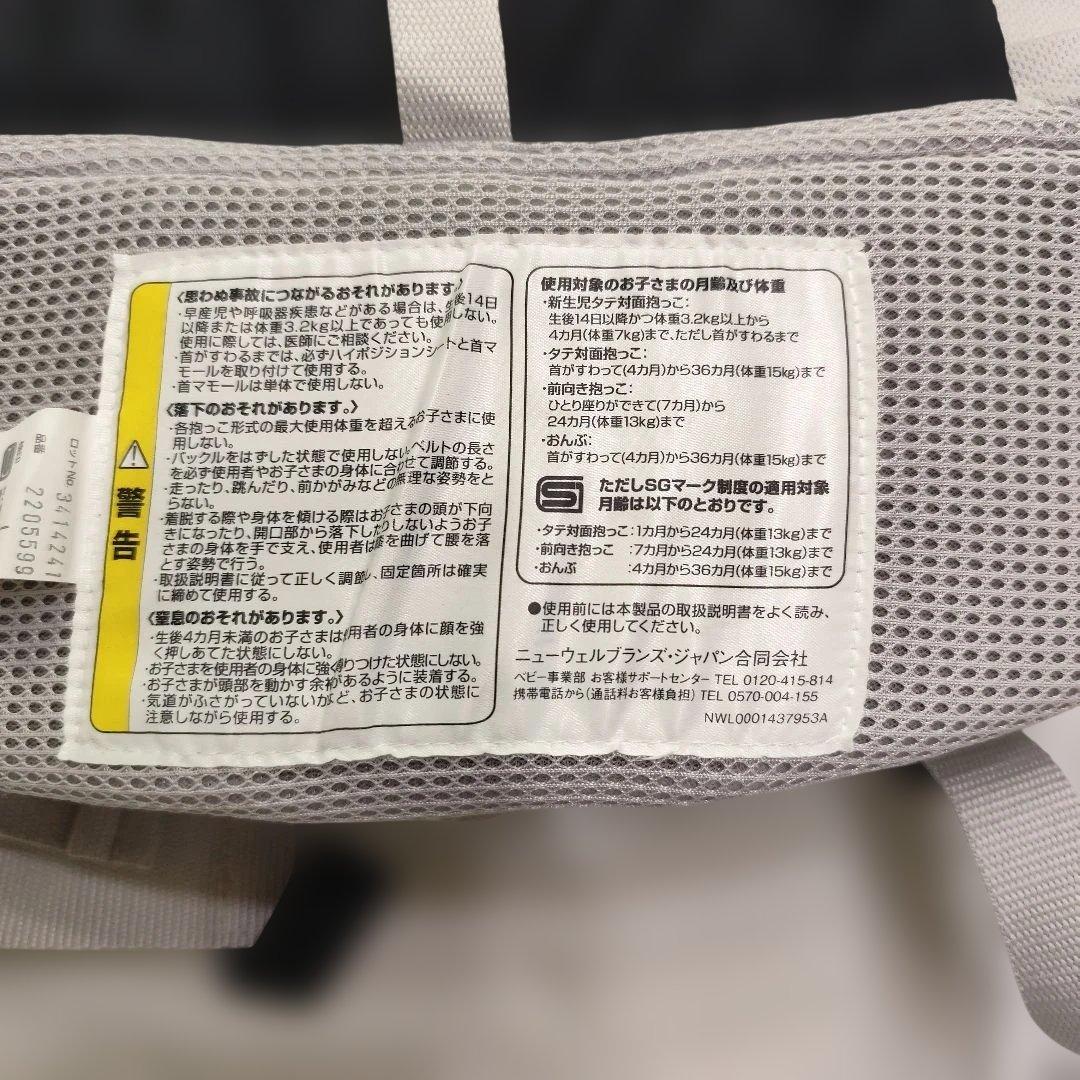 警告
〈思わぬ事故につながるおそれがあります。〉
・早産児や呼吸器疾患などがある場合は、生後14日
以降または体重3.2kg以上であっても使用しない。
使用に際しては、医師にご相談ください。
・首がすわるまでは、必ずハイポジションシートと首マ
モールを取り付けて使用する。
・首マモールは単体で使用しない。
〈落下のおそれがあります。〉
・各抱っこ形式の最大使用体重を超えるお子さまに使
用しない。
・バックルをはずした状態で使用しない。ベルトの長さ
を必ず使用者やお子さまの身体に合わせて調節する。
・走ったり、跳んだり、前かがみなどの無理な姿勢をと
らない。
・着脱する際や身体を傾ける際はお子さまの頭が下向
きになったり、開口部から落下したりしないようお子
さまの身体を手で支え、使用者は膝を曲げて腰を落
とす姿勢で行う。
・取扱説明書に従って正しく調節し、固定箇所は確実
に締めて使用する。
〈窒息のおそれがあります。〉
・生後4カ月未満のお子さまは使用者の身体に顔を強
く押しあてた状態にしない。
・お子さまを使用者の身体に強くしりつけた状態にしない。
・お子さまが頭部を動かす余裕があるように装着する。
・気道がふさがっていないかなど、お子さまの状態に
注意しながら使用する。
使用対象のお子さまの月齢及び体重
・新生児タテ対面抱っこ:
生後14日以降かつ体重3.2kg以上から
4カ月(体重7kg)まで、ただし首がすわるまで
・タテ対面抱っこ:
首がすわって(4カ月)から36カ月(体重15kg)まで
・前向き抱っこ:
ひとり座りができて(7カ月)から
24カ月(体重13kg)まで
・おんぶ:
首がすわって(4カ月)から36カ月(体重15kg)まで
ただしSGマーク制度の適用対象
月齢は以下のとおりです。
・タテ対面抱っこ:1カ月から24カ月(体重13kg)まで
・前向き抱っこ :7カ月から24カ月(体重13kg)まで
・おんぶ :4カ月から36カ月(体重15kg)まで
●使用前には本製品の取扱説明書をよく読み、
正しく使用してください。
ニューウェルブランズ・ジャパン合同会社
ベビー事業部 お客様サポートセンター TEL 0120-415-814
携帯電話から(通話料お客様負担) TEL 0570-004-155
NWL0001437953A
ロットNo 3414241
品番 2205599